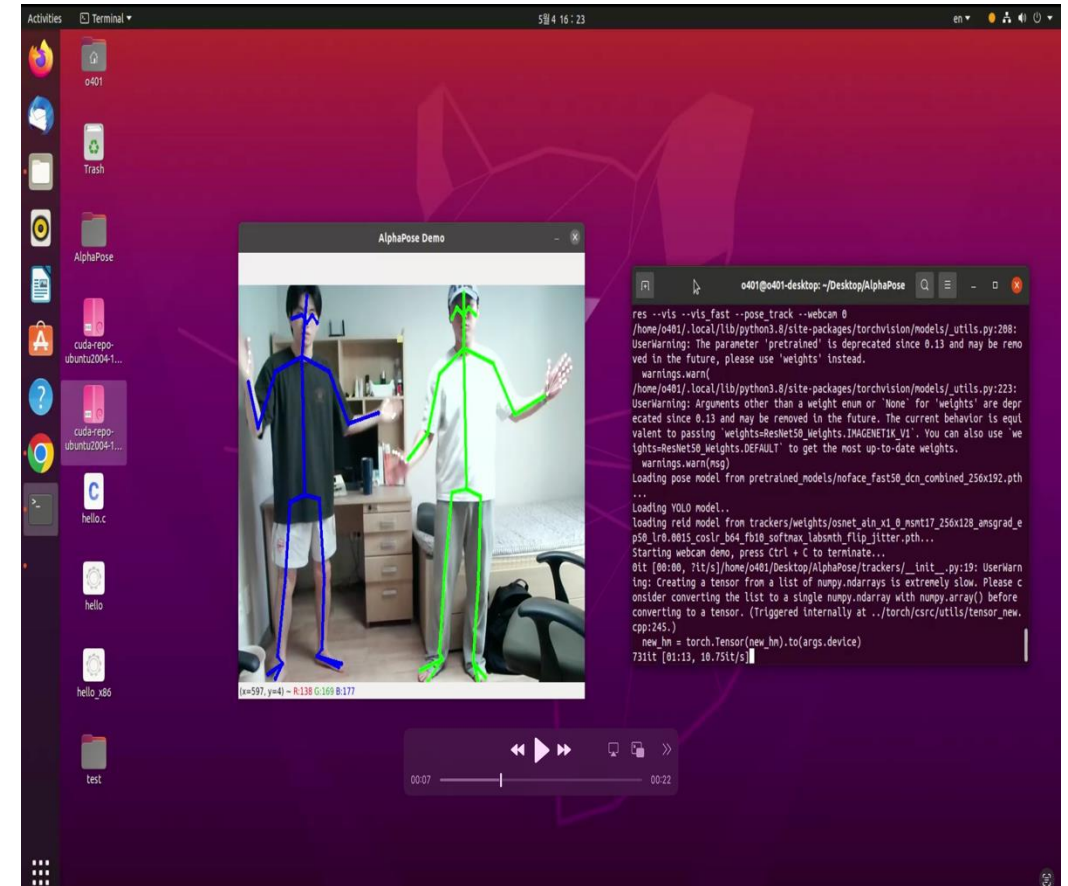 Activities
Terminal
5월 4 16 : 23
en
o401
Trash
AlphaPose
cuda-repo-
ubuntu2004-1...
cuda-repo-
ubuntu2004-1...
C
hello.c
hello
hello_x86
test
AlphaPose Demo
(x=597, y=4) ~ R:138 G:169 B:177
o401@o401-desktop: ~/Desktop/AlphaPose
res --vis --vis_fast --pose_track --webcam 0
/home/o401/.local/lib/python3.8/site-packages/torchvision/models/_utils.py:208:
UserWarning: The parameter 'pretrained' is deprecated since 0.13 and may be remo
ved in the future, please use 'weights' instead.
warnings.warn(
/home/o401/.local/lib/python3.8/site-packages/torchvision/models/_utils.py:223:
UserWarning: Arguments other than a weight enum or `None` for 'weights' are depr
ecated since 0.13 and may be removed in the future. The current behavior is equi
valent to passing `weights=ResNet50_Weights.IMAGENET1K_V1`. You can also use `we
ights=ResNet50_Weights.DEFAULT` to get the most up-to-date weights.
warnings.warn(msg)
Loading pose model from pretrained_models/noface_fast50_dcn_combined_256x192.pth
...
Loading YOLO model..
loading reid model from trackers/weights/osnet_ain_x1_0_msmt17_256x128_amsgrad_e
p50_lr0.0015_coslr_b64_fb10_softmax_labsmth_flip_jitter.pth...
Starting webcam demo, press Ctrl + C to terminate...
0it [00:00, ?it/s]/home/o401/Desktop/AlphaPose/trackers/__init__.py:19: UserWarn
ing: Creating a tensor from a list of numpy.ndarrays is extremely slow. Please c
onsider converting the list to a single numpy.ndarray with numpy.array() before
converting to a tensor. (Triggered internally at ../torch/csrc/utils/tensor_new.
cpp:245.)
new_hm = torch.Tensor(new_hm).to(args.device)
731it [01:13, 10.75it/s]
00:07
00:22